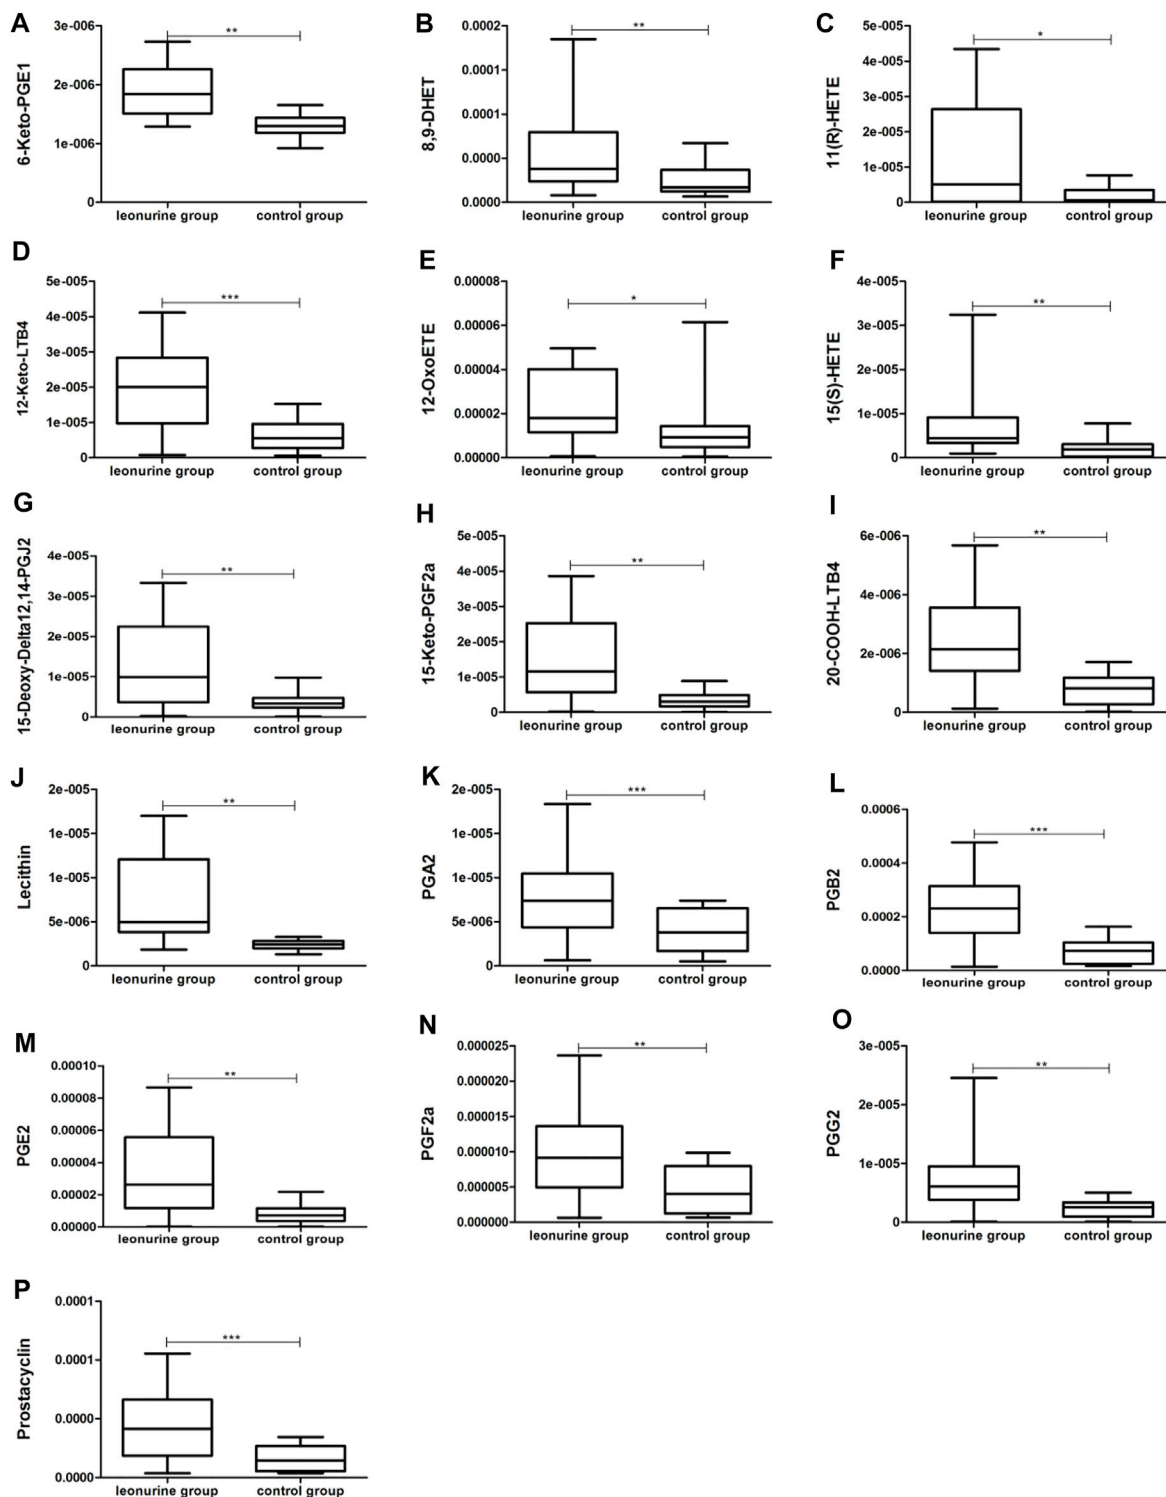 A
6-Keto-PGE1
3e-006
2e-006
1e-006
0
**
leonurine group control group
B
8,9-DHET
0.0002
0.0001
0.0001
0.0000
0.0000
**
leonurine group control group
C
11(R)-HETE
5e-005
2e-005
2e-005
1e-005
0
*
leonurine group control group
D
12-Keto-LTB4
5e-005
4e-005
3e-005
2e-005
1e-005
0
***
leonurine group control group
E
12-OxoETE
0.00008
0.00006
0.00004
0.00002
0.00000
*
leonurine group control group
F
15(S)-HETE
4e-005
3e-005
2e-005
1e-005
0
**
leonurine group control group
G
15-Deoxy-Delta12,14-PGJ2
4e-005
3e-005
2e-005
1e-005
0
**
leonurine group control group
H
15-Keto-PGF2a
5e-005
4e-005
3e-005
2e-005
1e-005
0
**
leonurine group control group
I
20-COOH-LTB4
6e-006
4e-006
2e-006
0
**
leonurine group control group
J
Lecithin
2e-005
1e-005
1e-005
5e-006
0
**
leonurine group control group
K
PGA2
2e-005
1e-005
1e-005
5e-006
0
***
leonurine group control group
L
PGB2
0.0006
0.0004
0.0002
0.0000
***
leonurine group control group
M
PGE2
0.00010
0.00008
0.00006
0.00004
0.00002
0.00000
**
leonurine group control group
N
PGF2a
0.000025
0.000020
0.000015
0.000010
0.000005
0.000000
**
leonurine group control group
O
PGG2
3e-005
2e-005
1e-005
0
**
leonurine group control group
P
Prostacyclin
0.0001
0.0001
0.0000
0.0000
***
leonurine group control group